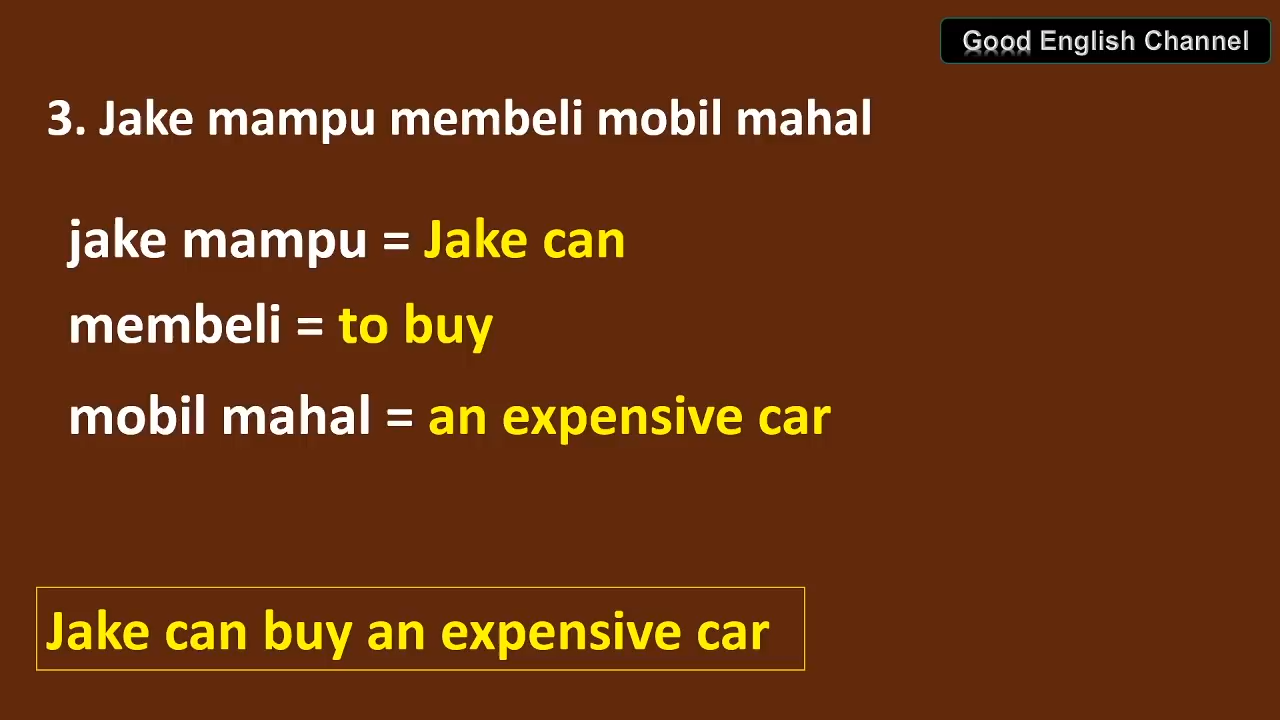 Good English Channel
3. Jake mampu membeli mobil mahal
jake mampu = Jake can
membeli = to buy
mobil mahal = an expensive car
Jake can buy an expensive car